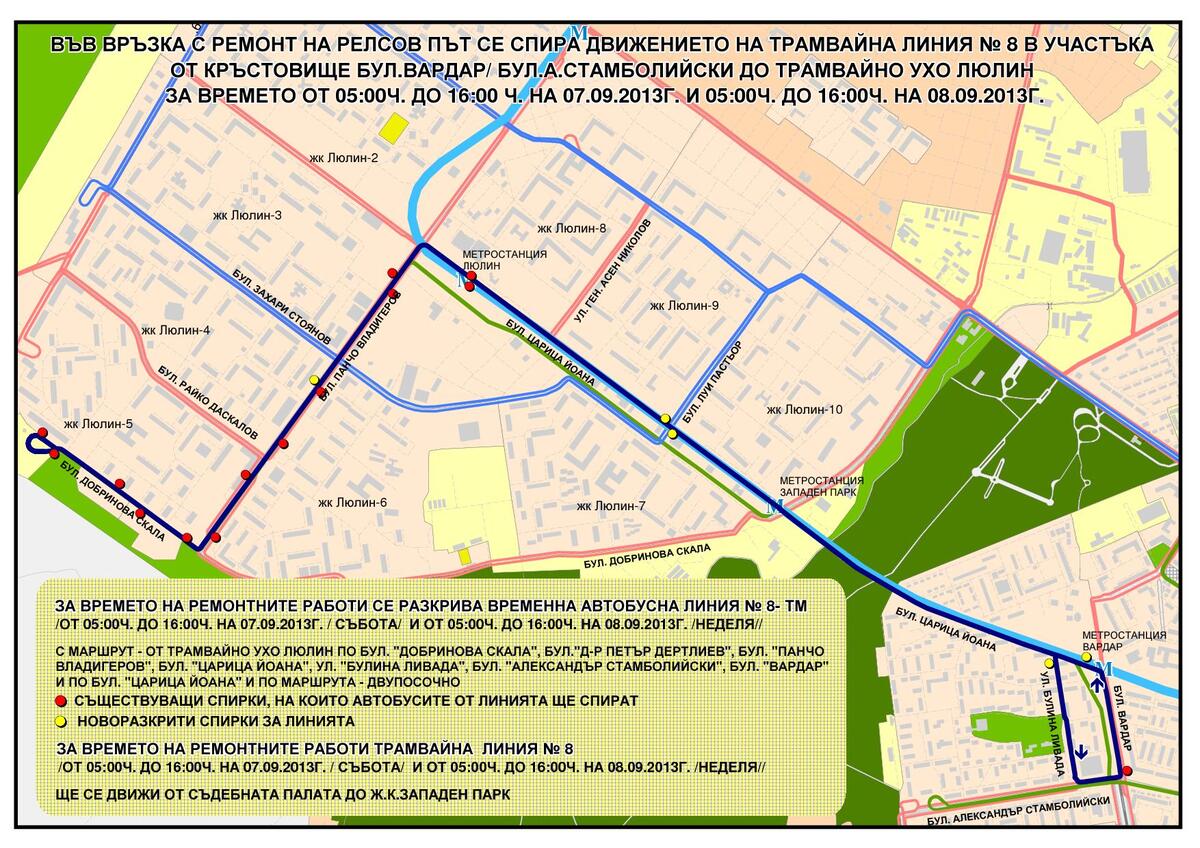 ВЪВ ВРЪЗКА С РЕМОНТ НА РЕЛСОВ ПЪТ СЕ СПИРА ДВИЖЕНИЕТО НА ТРАМВАЙНА ЛИНИЯ № 8 В УЧАСТЪКА
ОТ КРЪСТОВИЩЕ БУЛ.ВАРДАР/ БУЛ.А.СТАМБОЛИЙСКИ ДО ТРАМВАЙНО УХО ЛЮЛИН
ЗА ВРЕМЕТО ОТ 05:00Ч. ДО 16:00 Ч. НА 07.09.2013Г. И 05:00Ч. ДО 16:00Ч. НА 08.09.2013Г.
М
жк Люлин-2
жк Люлин-3
жк Люлин-8
МЕТРОСТАНЦИЯ
ЛЮЛИН
М
УЛ. ГЕН. АСЕН НИКОЛОВ
жк Люлин-9
БУЛ. ЗАХАРИ СТОЯНОВ
БУЛ. ПАНЧО ВЛАДИГЕРОВ
жк Люлин-4
БУЛ. ЦАРИЦА ЙОАНА
БУЛ. ЛУИ ПАСТЬОР
БУЛ. РАЙКО ДАСКАЛОВ
жк Люлин-10
жк Люлин-5
БУЛ. ДОБРИНОВА СКАЛА
МЕТРОСТАНЦИЯ
ЗАПАДЕН ПАРК
М
жк Люлин-6
жк Люлин-7
БУЛ. ДОБРИНОВА СКАЛА
БУЛ. ЦАРИЦА ЙОАНА
МЕТРОСТАНЦИЯ
ВАРДАР
М
УЛ. БУЛИНА ЛИВАДА
БУЛ. ВАРДАР
БУЛ. АЛЕКСАНДЪР СТАМБОЛИЙСКИ
ЗА ВРЕМЕТО НА РЕМОНТНИТЕ РАБОТИ СЕ РАЗКРИВА ВРЕМЕННА АВТОБУСНА ЛИНИЯ № 8- ТМ
/ОТ 05:00Ч. ДО 16:00Ч. НА 07.09.2013Г. / СЪБОТА/ И ОТ 05:00Ч. ДО 16:00Ч. НА 08.09.2013Г. /НЕДЕЛЯ//
С МАРШРУТ - ОТ ТРАМВАЙНО УХО ЛЮЛИН ПО БУЛ. "ДОБРИНОВА СКАЛА", БУЛ."Д-Р ПЕТЪР ДЕРТЛИЕВ", БУЛ. "ПАНЧО
ВЛАДИГЕРОВ", БУЛ. "ЦАРИЦА ЙОАНА", УЛ. "БУЛИНА ЛИВАДА", БУЛ. "АЛЕКСАНДЪР СТАМБОЛИЙСКИ", БУЛ. "ВАРДАР"
И ПО БУЛ. "ЦАРИЦА ЙОАНА" И ПО МАРШРУТА - ДВУПОСОЧНО
СЪЩЕСТВУВАЩИ СПИРКИ, НА КОИТО АВТОБУСИТЕ ОТ ЛИНИЯТА ЩЕ СПИРАТ
НОВОРАЗКРИТИ СПИРКИ ЗА ЛИНИЯТА
ЗА ВРЕМЕТО НА РЕМОНТНИТЕ РАБОТИ ТРАМВАЙНА ЛИНИЯ № 8
/ОТ 05:00Ч. ДО 16:00Ч. НА 07.09.2013Г. / СЪБОТА/ И ОТ 05:00Ч. ДО 16:00Ч. НА 08.09.2013Г. /НЕДЕЛЯ//
ЩЕ СЕ ДВИЖИ ОТ СЪДЕБНАТА ПАЛАТА ДО Ж.К.ЗАПАДЕН ПАРК